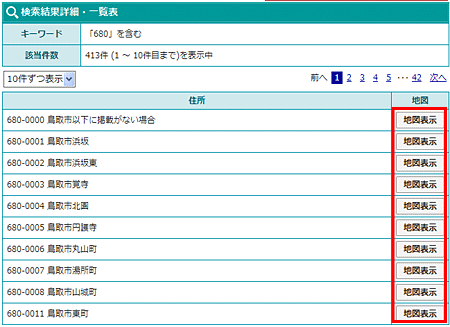 検索結果詳細・一覧表
キーワード 「680」を含む
該当件数 413件 (1 ～ 10件目まで)を表示中
10件ずつ表示 前へ 1 2 3 4 5 ･･･ 42 次へ
住所 地図
680-0000 鳥取市以下に掲載がない場合 地図表示
680-0001 鳥取市浜坂 地図表示
680-0002 鳥取市浜坂東 地図表示
680-0003 鳥取市覚寺 地図表示
680-0004 鳥取市北園 地図表示
680-0005 鳥取市円護寺 地図表示
680-0006 鳥取市丸山町 地図表示
680-0007 鳥取市湯所町 地図表示
680-0008 鳥取市山城町 地図表示
680-0011 鳥取市東町 地図表示